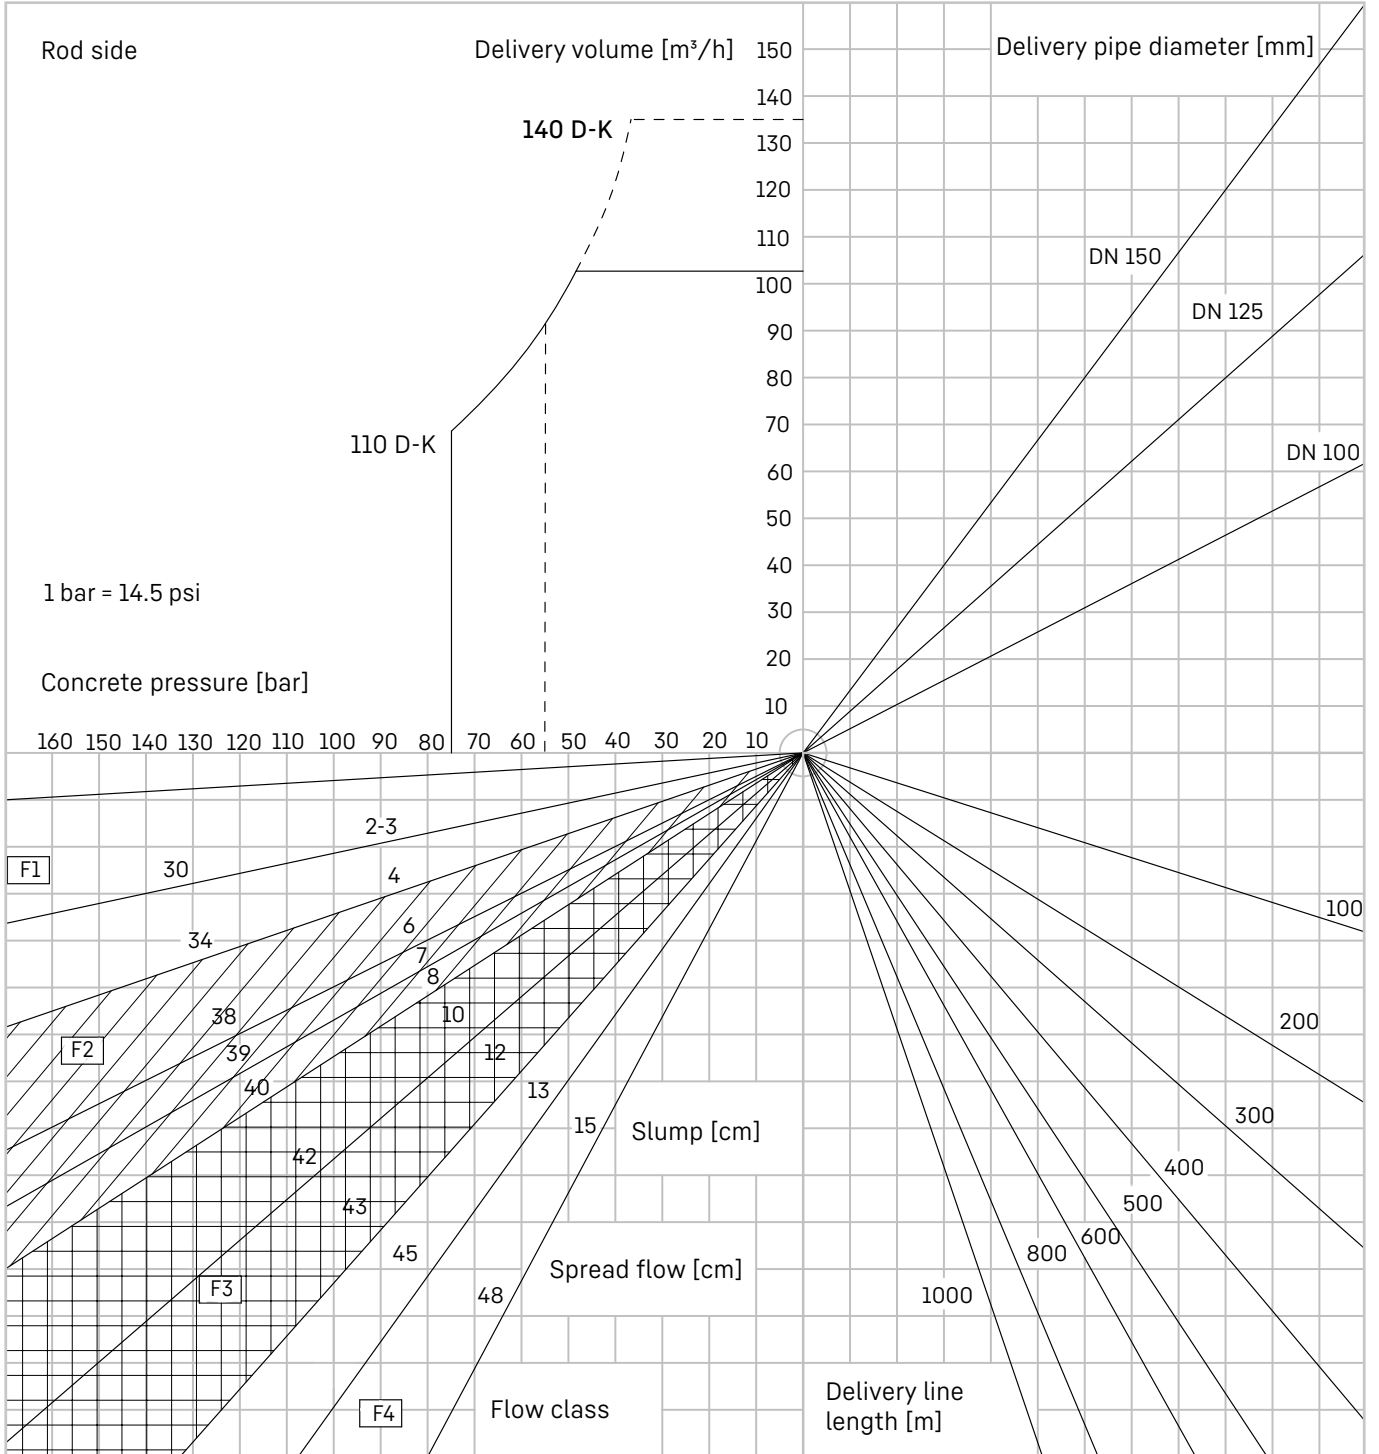 Rod side
Delivery volume [m³/h]
150
Delivery pipe diameter [mm]
140
140 D-K
130
120
110
DN 150
100
DN 125
90
80
70
110 D-K
DN 100
60
50
40
1 bar = 14.5 psi
30
20
Concrete pressure [bar]
10
160 150 140 130 120 110 100 90 80 70 60 50 40 30 20 10
2-3
F1
30
4
100
6
34
7
8
38
10
200
F2
39
12
40
13
300
15
Slump [cm]
42
400
43
500
600
45
800
Spread flow [cm]
F3
48
1000
Delivery line
length [m]
F4
Flow class